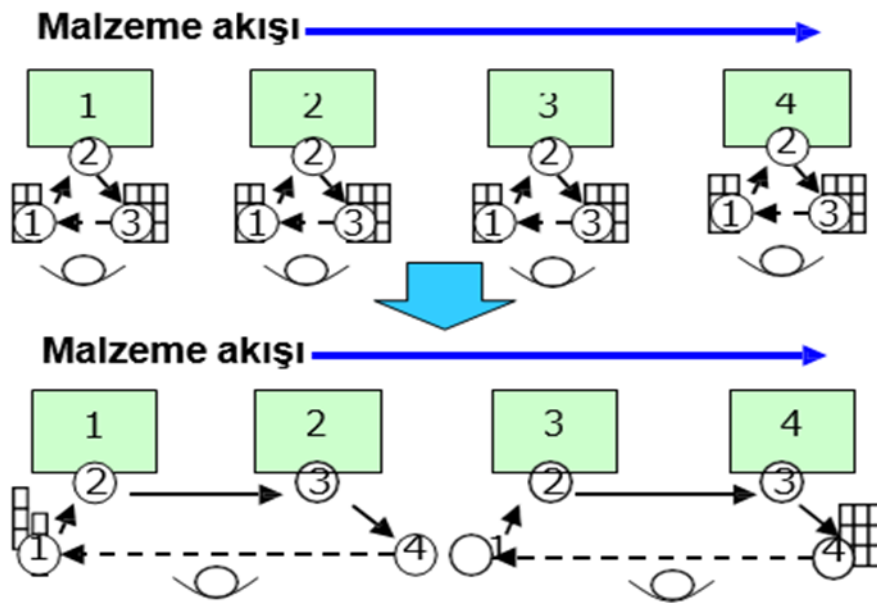 Malzeme akışı
1 2 3 4
2 2 2 2
1 3 1 3 1 3 1 3
Malzeme akışı
1 2 3 4
2 3 2 3
1 4 1 4